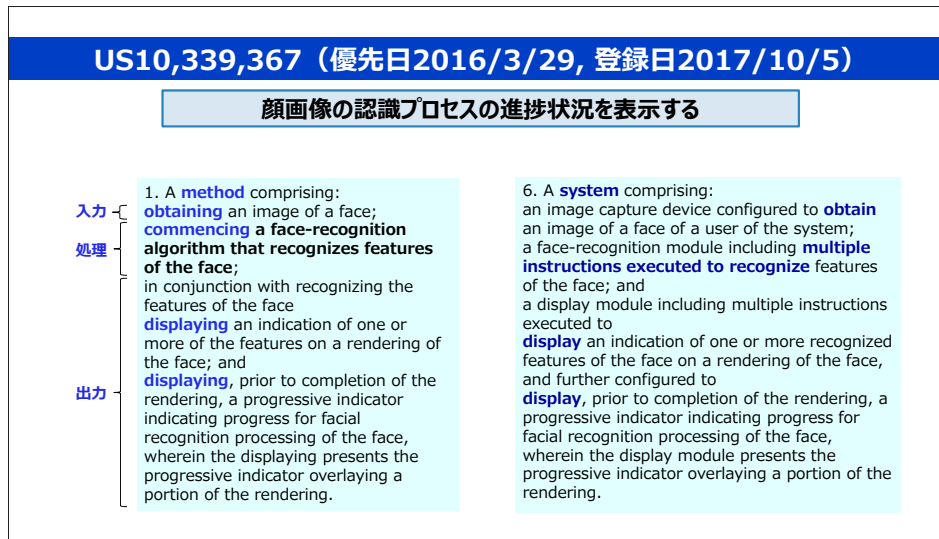 US10,339,367（優先日2016/3/29, 登録日2017/10/5）
顔画像の認識プロセスの進捗状況を表示する
入力
処理
出力
1. A method comprising:
obtaining an image of a face;
commencing a face-recognition
algorithm that recognizes features
of the face;
in conjunction with recognizing the
features of the face
displaying an indication of one or
more of the features on a rendering of
the face; and
displaying, prior to completion of the
rendering, a progressive indicator
indicating progress for facial
recognition processing of the face,
wherein the displaying presents the
progressive indicator overlaying a
portion of the rendering.
6. A system comprising:
an image capture device configured to obtain
an image of a face of a user of the system;
a face-recognition module including multiple
instructions executed to recognize features
of the face; and
a display module including multiple instructions
executed to
display an indication of one or more recognized
features of the face on a rendering of the face,
and further configured to
display, prior to completion of the rendering, a
progressive indicator indicating progress for
facial recognition processing of the face,
wherein the display module presents the
progressive indicator overlaying a portion of the
rendering.